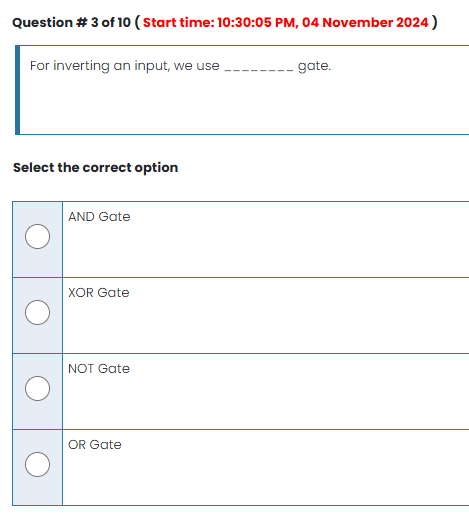 Question # 3 of 10 ( Start time: 10:30:05 PM, 04 November 2024 )
For inverting an input, we use ________ gate.
Select the correct option
AND Gate
XOR Gate
NOT Gate
OR Gate